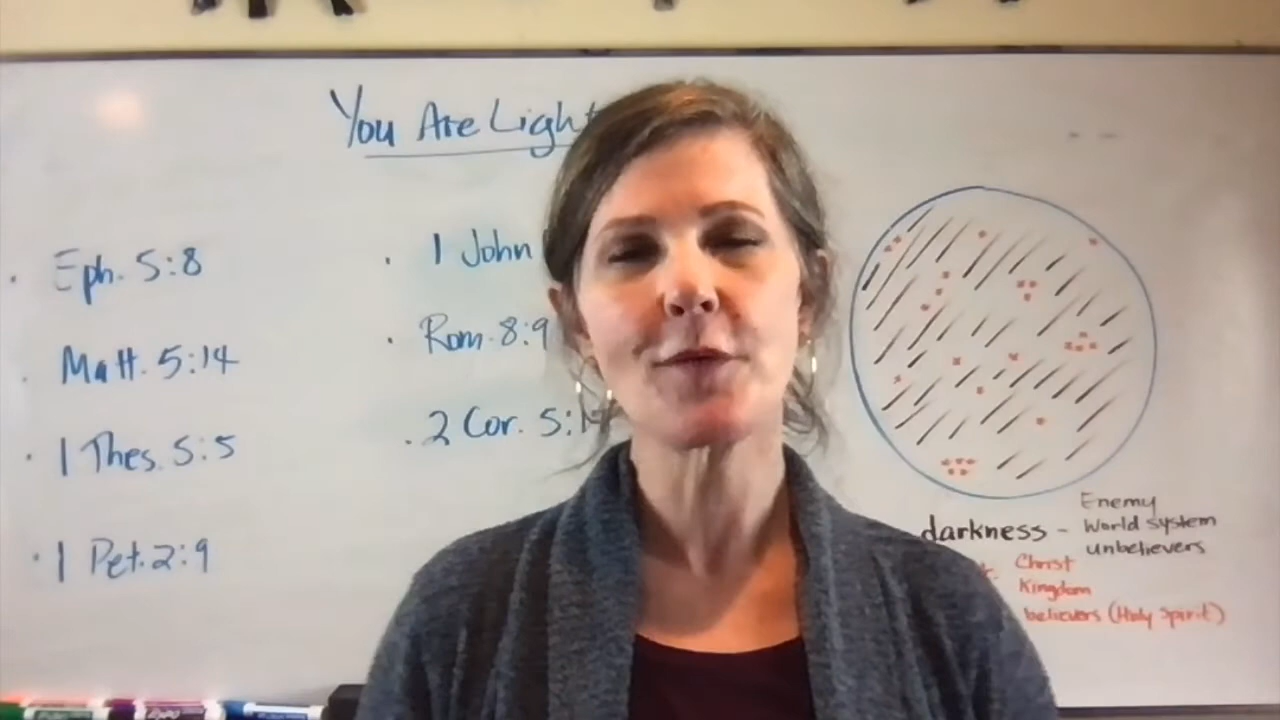 You Are Light
· Eph. 5:8
· Matt. 5:14
· 1 Thes. 5:5
· 1 Pet. 2:9
· 1 John
· Rom. 8:9
· 2 Cor. 5:
darkness - Enemy
World system
unbelievers
Christ
Kingdom
believers (Holy Spirit)
EXPO